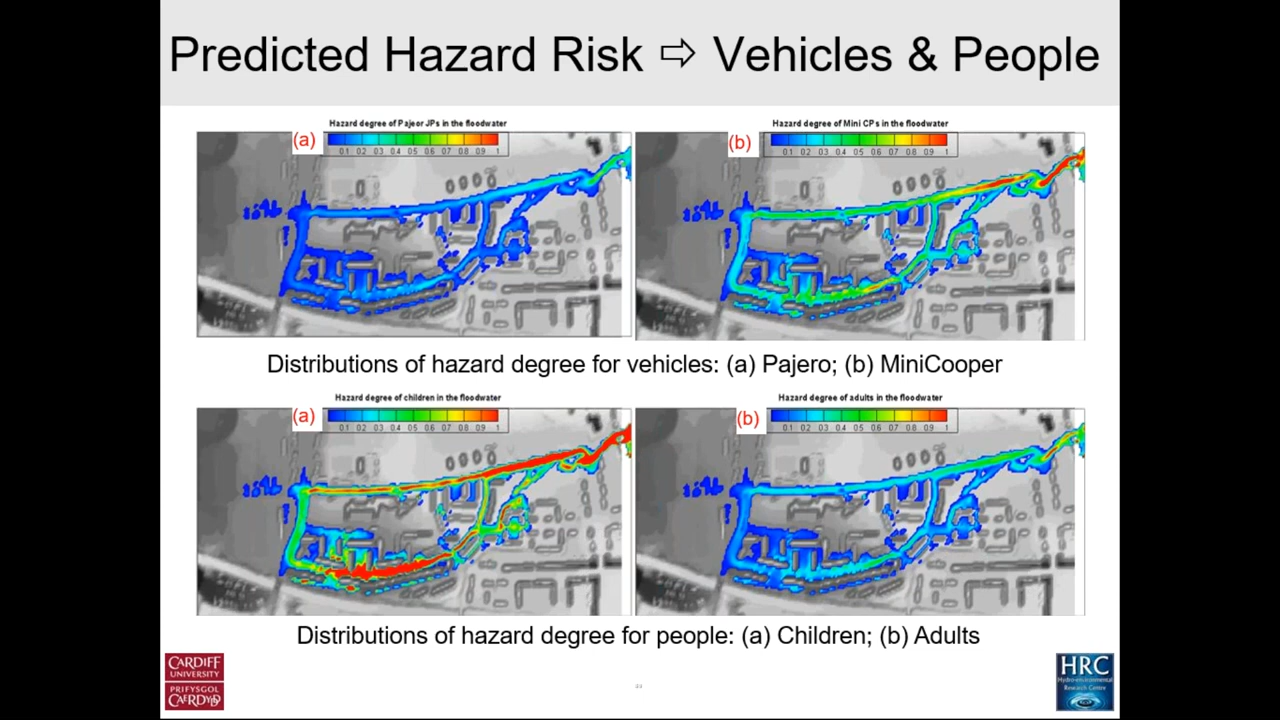 Predicted Hazard Risk ⇨ Vehicles & People
Hazard degree of Pajeor JPs in the floodwater
(a)
0.1 0.2 0.3 0.4 0.5 0.6 0.7 0.8 0.9 1
Hazard degree of Mini CPs in the floodwater
(b)
0.1 0.2 0.3 0.4 0.5 0.6 0.7 0.8 0.9 1
Distributions of hazard degree for vehicles: (a) Pajero; (b) MiniCooper
Hazard degree of children in the floodwater
(a)
0.1 0.2 0.3 0.4 0.5 0.6 0.7 0.8 0.9 1
Hazard degree of adults in the floodwater
(b)
0.1 0.2 0.3 0.4 0.5 0.6 0.7 0.8 0.9 1
Distributions of hazard degree for people: (a) Children; (b) Adults
CARDIFF
UNIVERSITY
PRIFYSGOL
CAERDYD
HRC
Hydro-environmental
Research Centre